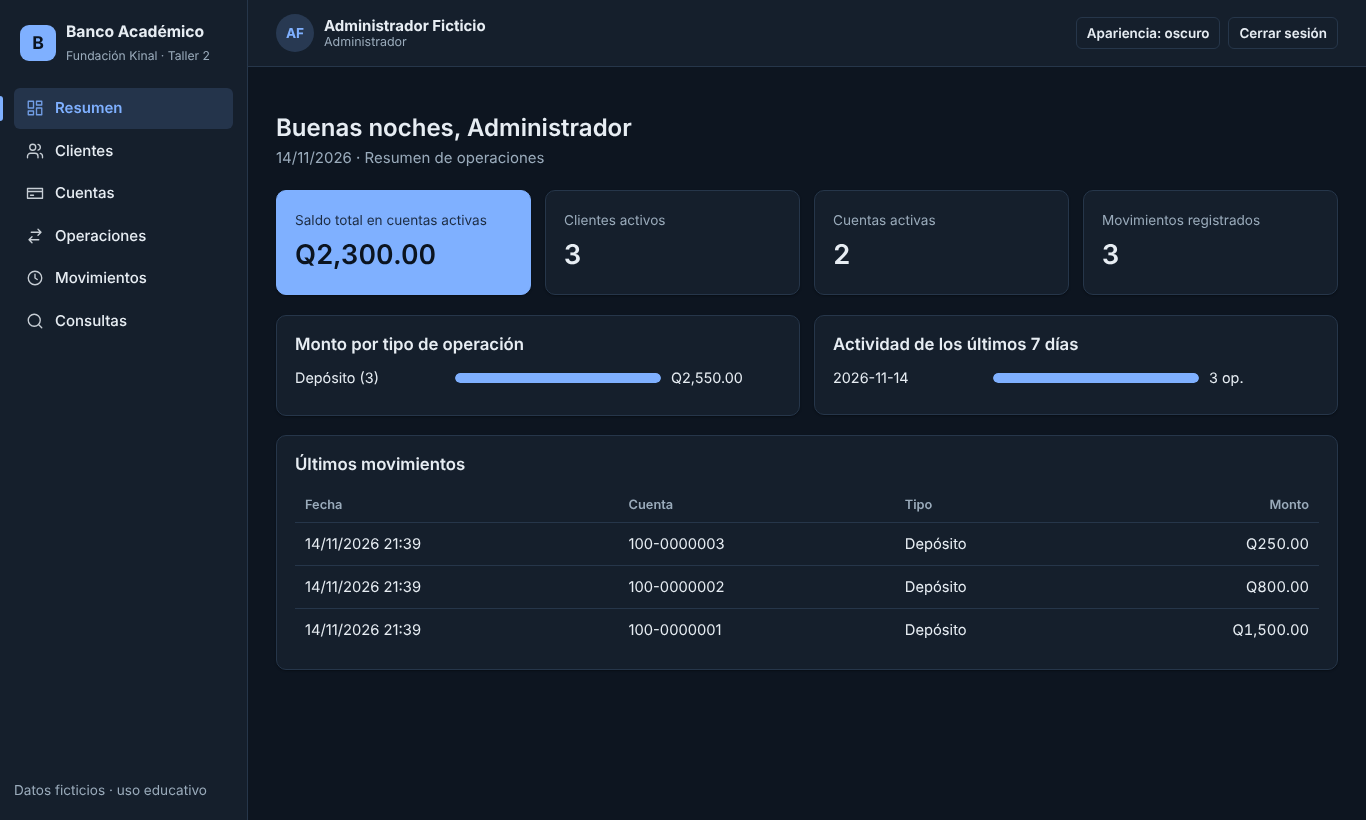 B
Banco Académico
Fundación Kinal · Taller 2
Resumen
Clientes
Cuentas
Operaciones
Movimientos
Consultas
Datos ficticios · uso educativo
AF
Administrador Ficticio
Administrador
Apariencia: oscuro
Cerrar sesión
Buenas noches, Administrador
14/11/2026 · Resumen de operaciones
Saldo total en cuentas activas
Q2,300.00
Clientes activos
3
Cuentas activas
2
Movimientos registrados
3
Monto por tipo de operación
Depósito (3) Q2,550.00
Actividad de los últimos 7 días
2026-11-14 3 op.
Últimos movimientos
Fecha Cuenta Tipo Monto
14/11/2026 21:39 100-0000003 Depósito Q250.00
14/11/2026 21:39 100-0000002 Depósito Q800.00
14/11/2026 21:39 100-0000001 Depósito Q1,500.00